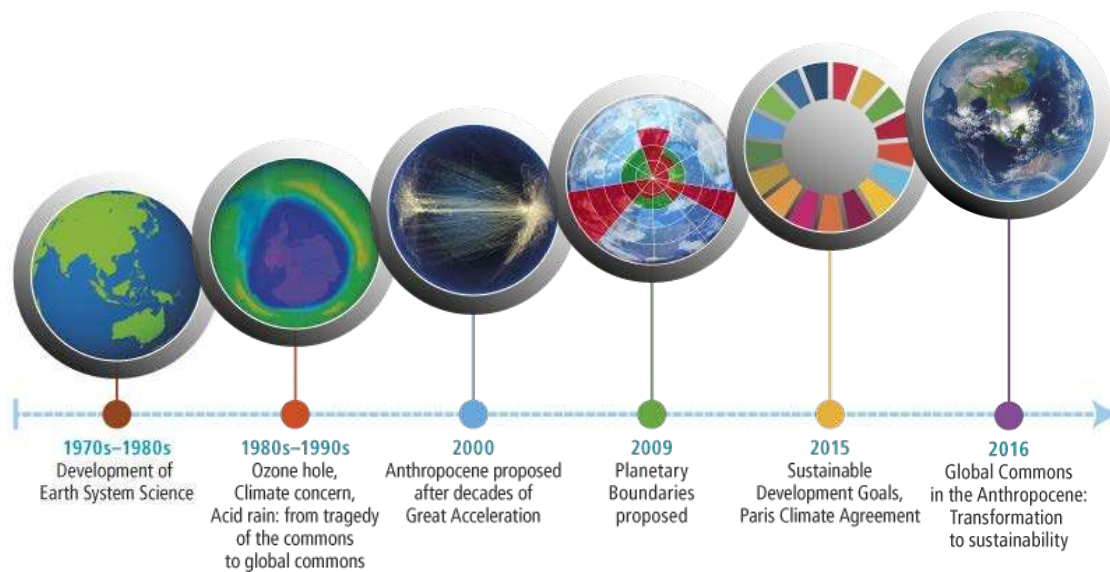 1970s–1980s
Development of
Earth System Science
1980s–1990s
Ozone hole,
Climate concern,
Acid rain: from tragedy
of the commons
to global commons
2000
Anthropocene proposed
after decades of
Great Acceleration
2009
Planetary
Boundaries
proposed
2015
Sustainable
Development Goals,
Paris Climate Agreement
2016
Global Commons
in the Anthropocene:
Transformation
to sustainability